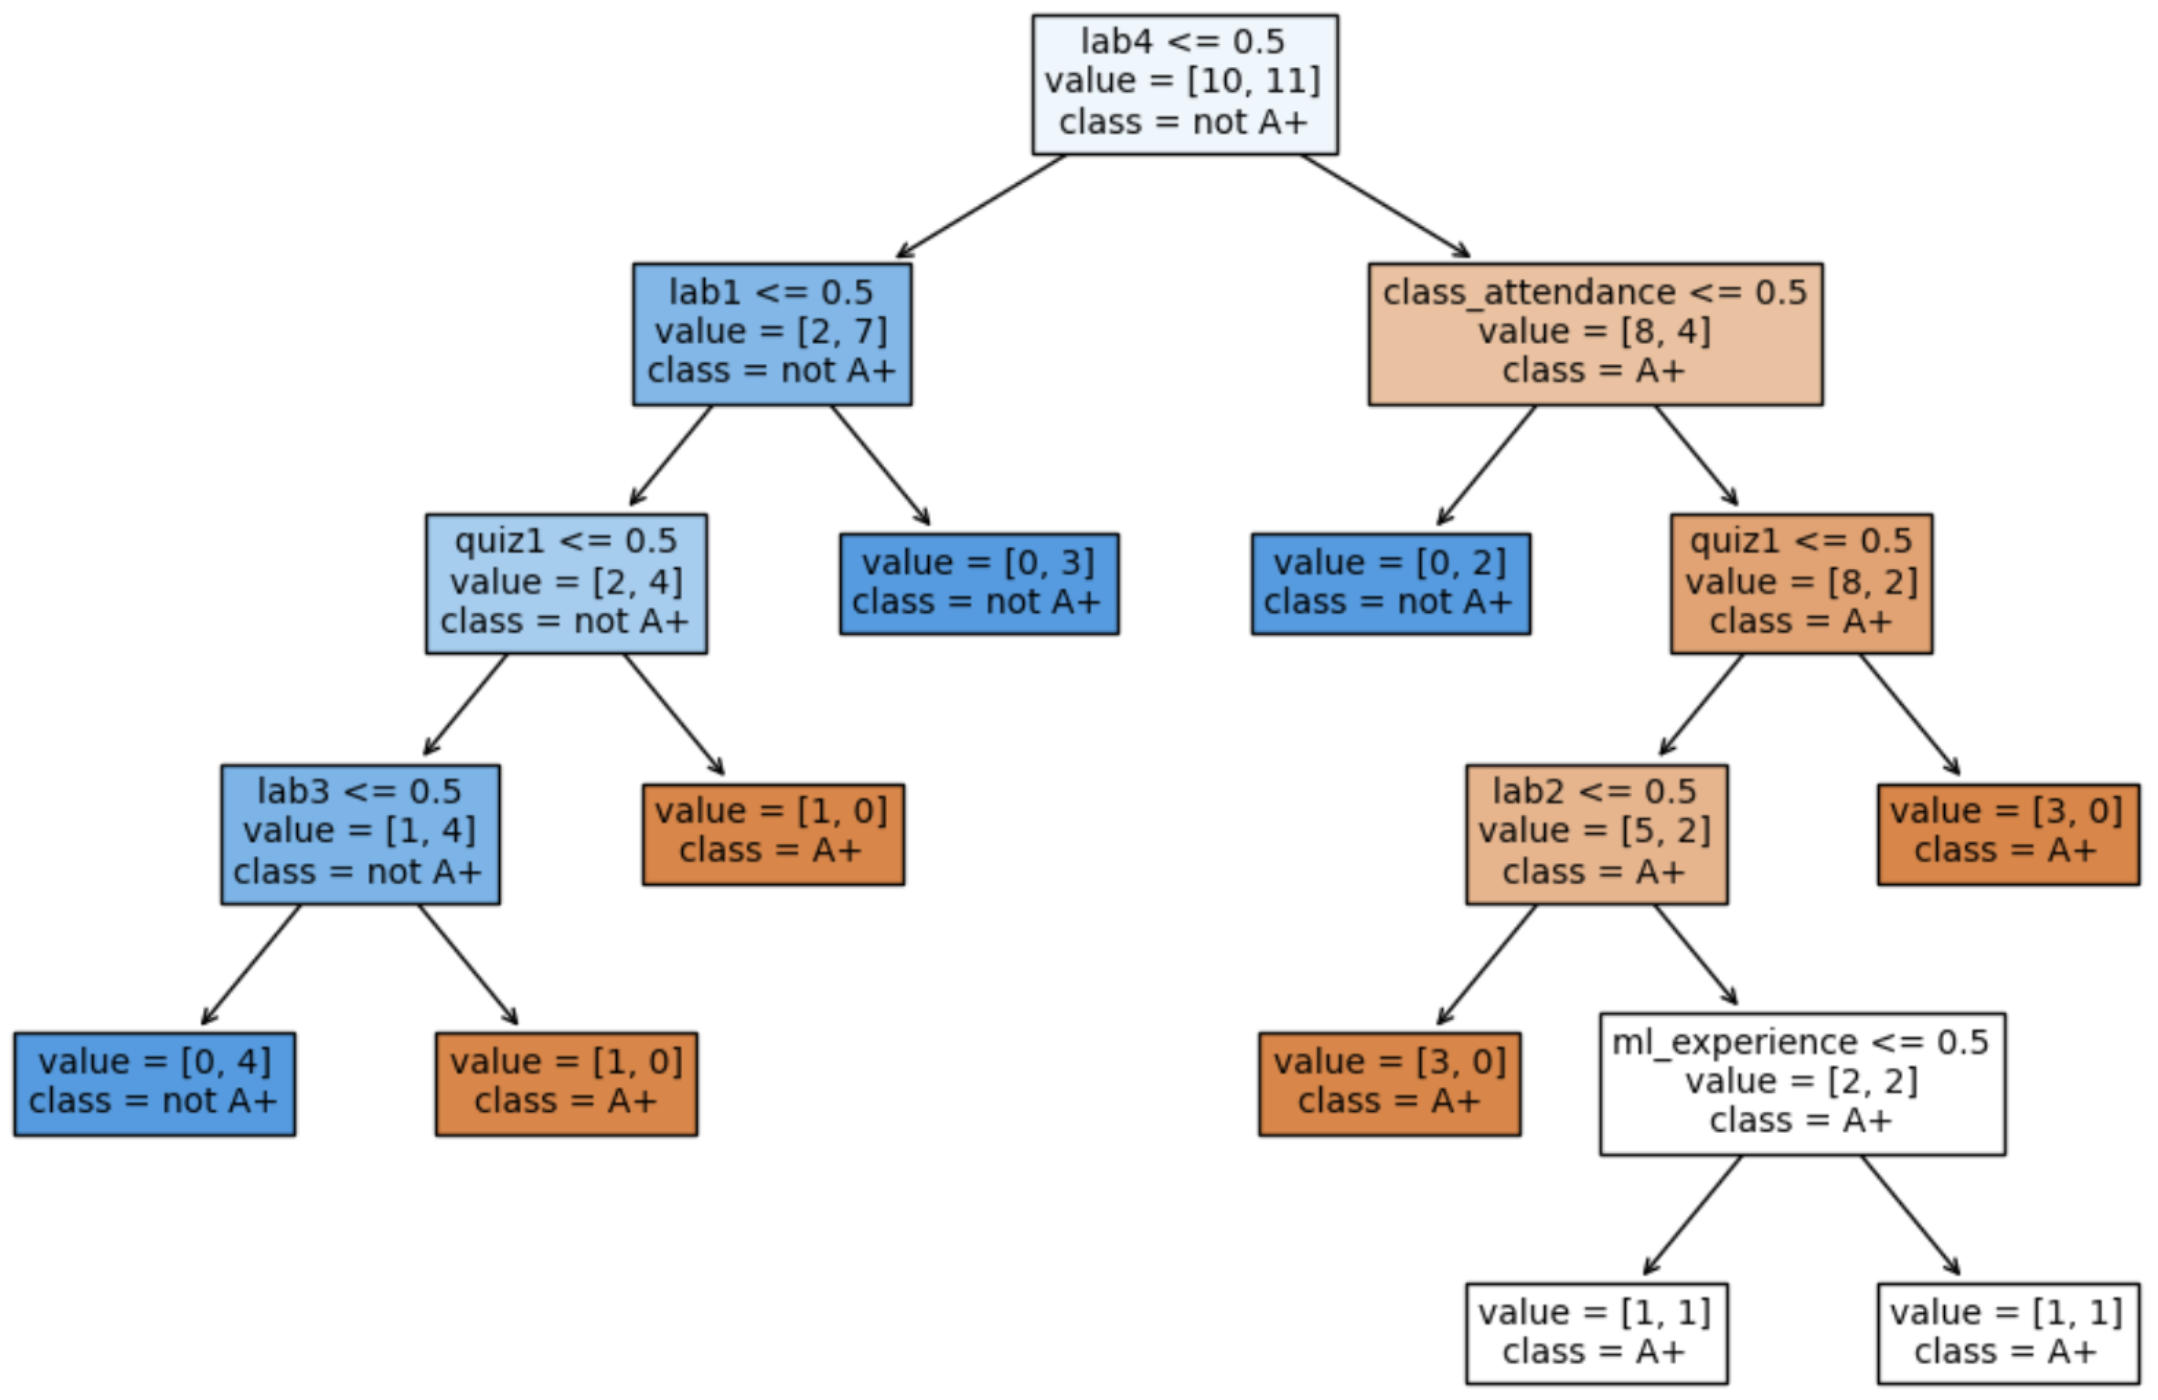 lab4 <= 0.5
value = [10, 11]
class = not A+
lab1 <= 0.5
value = [2, 7]
class = not A+
class_attendance <= 0.5
value = [8, 4]
class = A+
quiz1 <= 0.5
value = [2, 4]
class = not A+
value = [0, 3]
class = not A+
value = [0, 2]
class = not A+
quiz1 <= 0.5
value = [8, 2]
class = A+
lab3 <= 0.5
value = [1, 4]
class = not A+
value = [1, 0]
class = A+
lab2 <= 0.5
value = [5, 2]
class = A+
value = [3, 0]
class = A+
value = [0, 4]
class = not A+
value = [1, 0]
class = A+
value = [3, 0]
class = A+
ml_experience <= 0.5
value = [2, 2]
class = A+
value = [1, 1]
class = A+
value = [1, 1]
class = A+